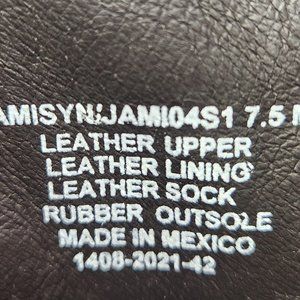 AMISYN/JAMI04S1 7.5 M
LEATHER UPPER
LEATHER LINING
LEATHER SOCK
RUBBER OUTSOLE
MADE IN MEXICO
1408-2021-42